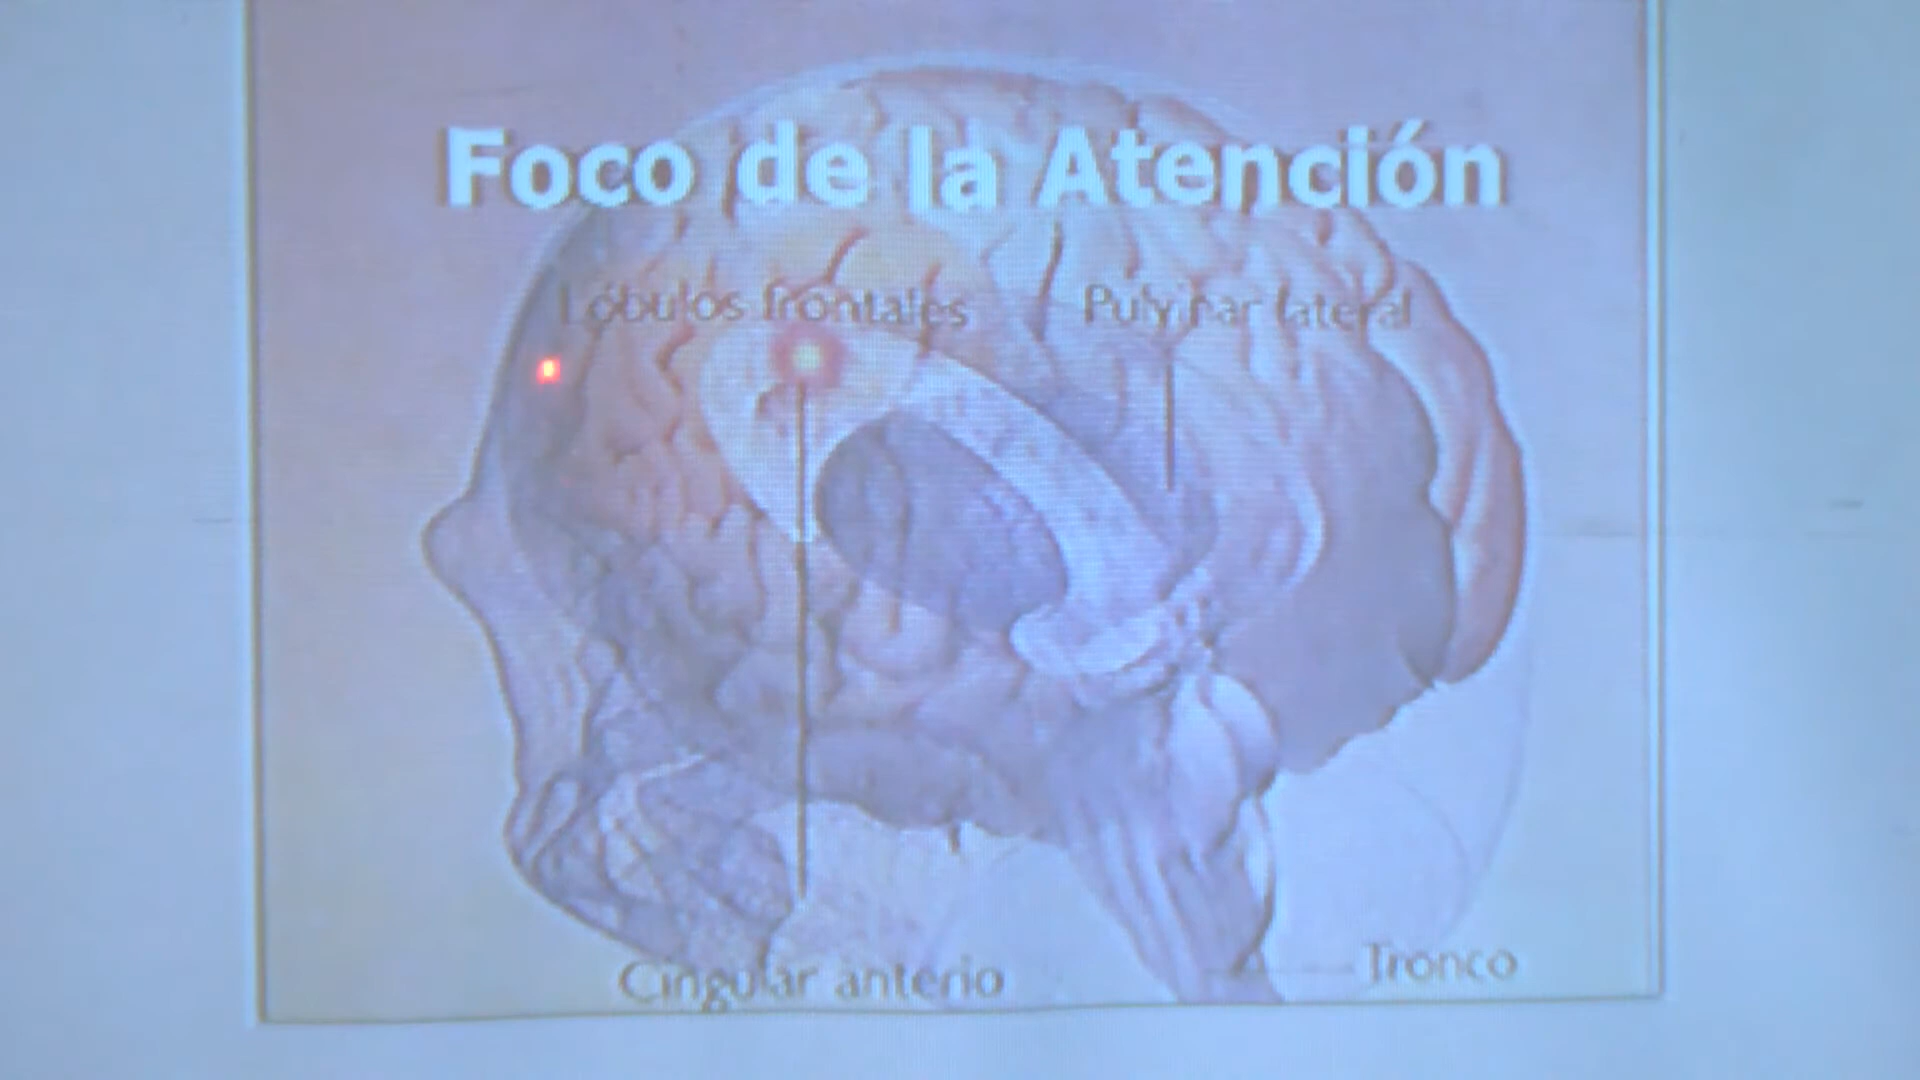 Foco de la Atención
Lóbulos frontales
Pulvinar lateral
Cingular anterio
Tronco